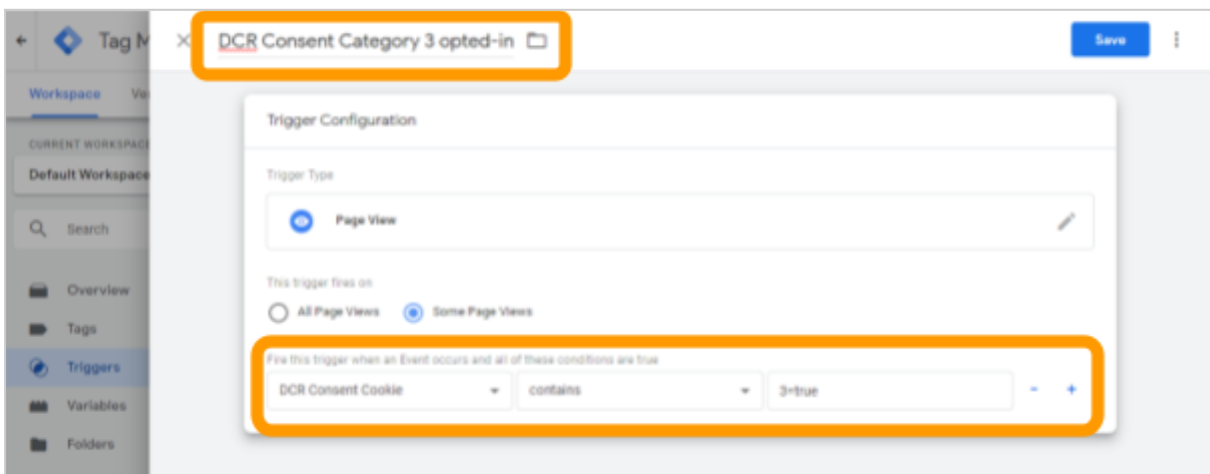 Tag M
DCR Consent Category 3 opted-in
Save
Workspace Ve
CURRENT WORKSPACE
Default Workspace
Search
Overview
Tags
Triggers
Variables
Folders
Trigger Configuration
Trigger Type
Page View
This trigger fires on
All Page Views Some Page Views
Fire this trigger when an Event occurs and all of these conditions are true
DCR Consent Cookie contains 3=true - +